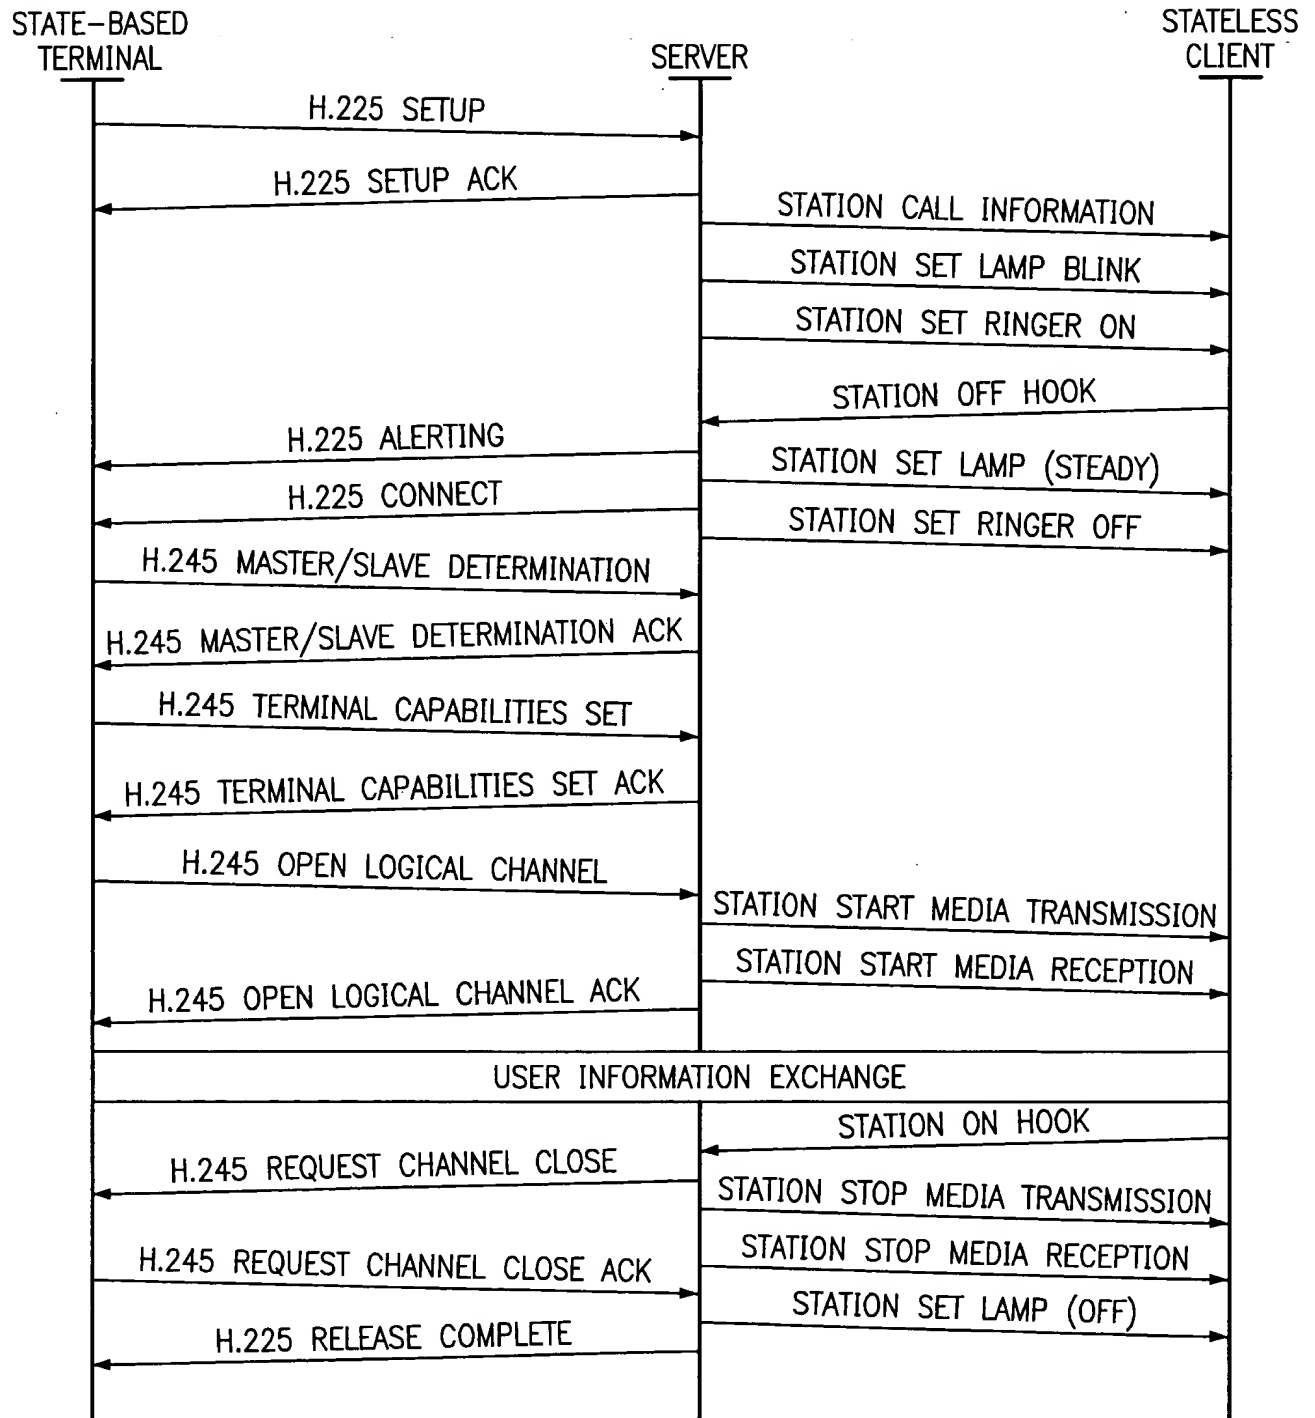 STATE-BASED
TERMINAL
SERVER
STATELESS
CLIENT
H.225 SETUP
H.225 SETUP ACK
STATION CALL INFORMATION
STATION SET LAMP BLINK
STATION SET RINGER ON
STATION OFF HOOK
H.225 ALERTING
STATION SET LAMP (STEADY)
H.225 CONNECT
STATION SET RINGER OFF
H.245 MASTER/SLAVE DETERMINATION
H.245 MASTER/SLAVE DETERMINATION ACK
H.245 TERMINAL CAPABILITIES SET
H.245 TERMINAL CAPABILITIES SET ACK
H.245 OPEN LOGICAL CHANNEL
STATION START MEDIA TRANSMISSION
STATION START MEDIA RECEPTION
H.245 OPEN LOGICAL CHANNEL ACK
USER INFORMATION EXCHANGE
STATION ON HOOK
H.245 REQUEST CHANNEL CLOSE
STATION STOP MEDIA TRANSMISSION
STATION STOP MEDIA RECEPTION
H.245 REQUEST CHANNEL CLOSE ACK
STATION SET LAMP (OFF)
H.225 RELEASE COMPLETE